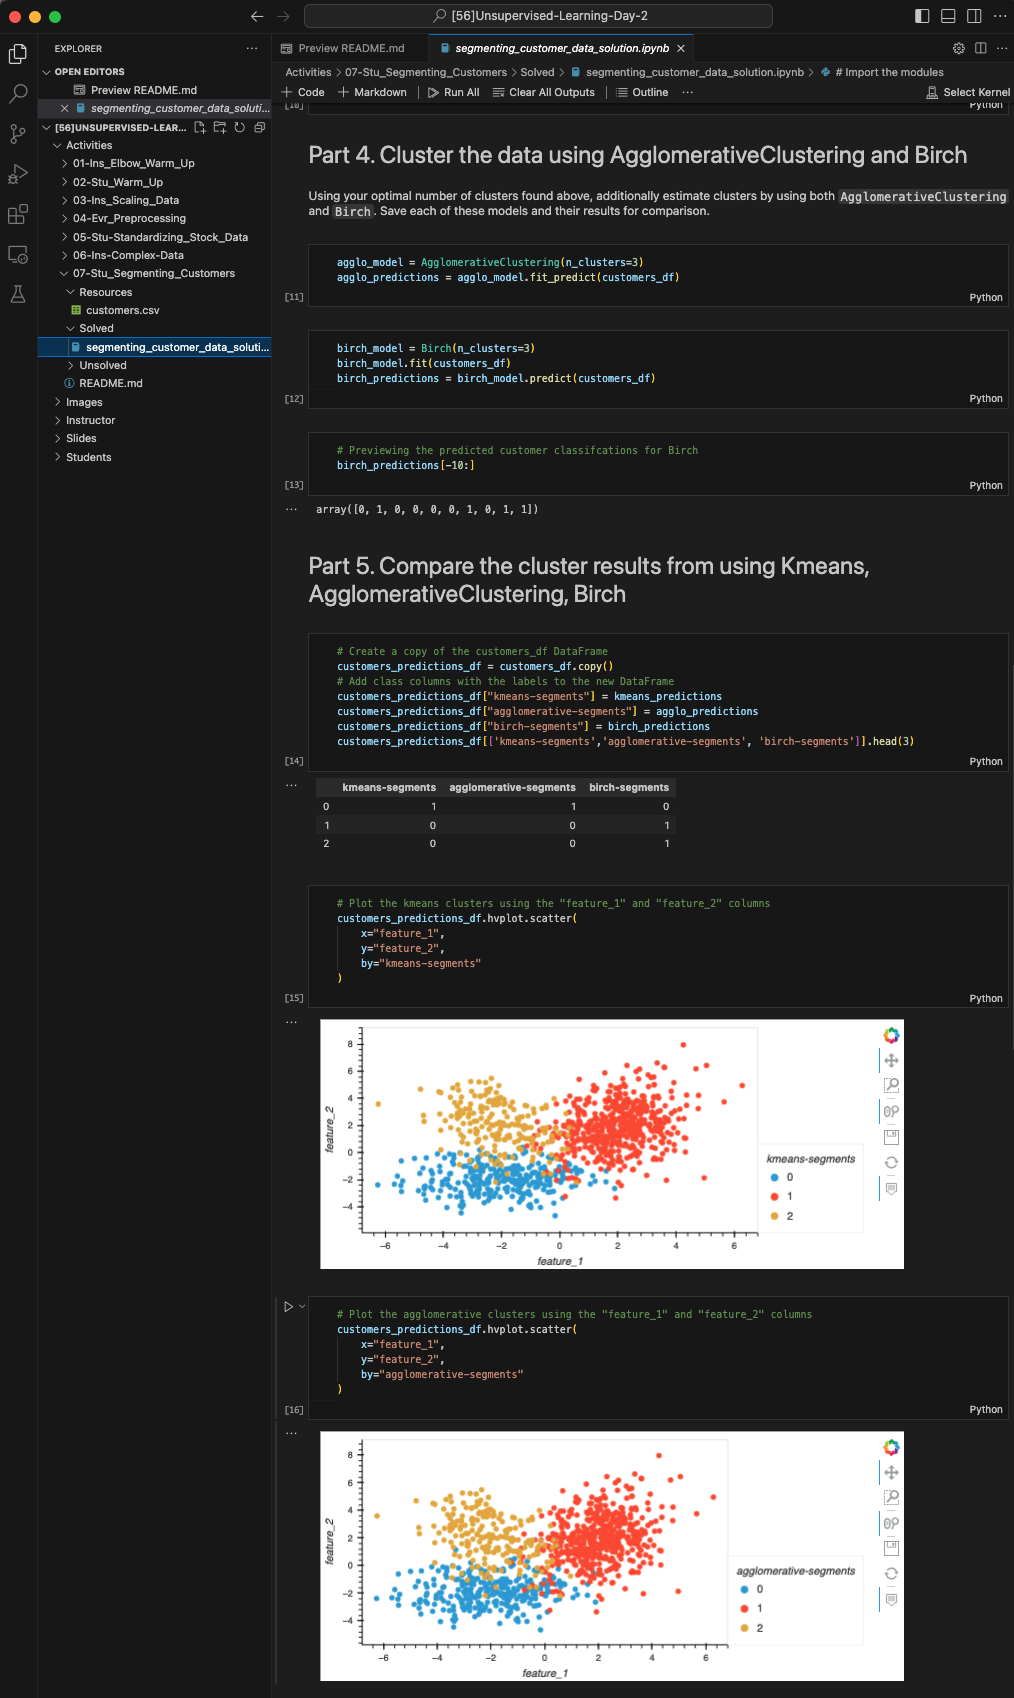 [56]Unsupervised-Learning-Day-2
EXPLORER
OPEN EDITORS
Preview README.md
segmenting_customer_data_soluti...
[56]UNSUPERVISED-LEAR...
Activities
01-Ins_Elbow_Warm_Up
02-Stu_Warm_Up
03-Ins_Scaling_Data
04-Evr_Preprocessing
05-Stu-Standardizing_Stock_Data
06-Ins-Complex-Data
07-Stu_Segmenting_Customers
Resources
customers.csv
Solved
segmenting_customer_data_soluti...
Unsolved
README.md
Images
Instructor
Slides
Students
Preview README.md
segmenting_customer_data_solution.ipynb
Activities > 07-Stu_Segmenting_Customers > Solved > segmenting_customer_data_solution.ipynb > # Import the modules
+ Code + Markdown Run All Clear All Outputs Outline ... Select Kernel
[10] Python
Part 4. Cluster the data using AgglomerativeClustering and Birch
Using your optimal number of clusters found above, additionally estimate clusters by using both AgglomerativeClustering
and Birch. Save each of these models and their results for comparison.
agglo_model = AgglomerativeClustering(n_clusters=3)
agglo_predictions = agglo_model.fit_predict(customers_df)
[11] Python
birch_model = Birch(n_clusters=3)
birch_model.fit(customers_df)
birch_predictions = birch_model.predict(customers_df)
[12] Python
# Previewing the predicted customer classifcations for Birch
birch_predictions[-10:]
[13] Python
array([0, 1, 0, 0, 0, 0, 1, 0, 1, 1])
Part 5. Compare the cluster results from using Kmeans,
AgglomerativeClustering, Birch
# Create a copy of the customers_df DataFrame
customers_predictions_df = customers_df.copy()
# Add class columns with the labels to the new DataFrame
customers_predictions_df["kmeans-segments"] = kmeans_predictions
customers_predictions_df["agglomerative-segments"] = agglo_predictions
customers_predictions_df["birch-segments"] = birch_predictions
customers_predictions_df[['kmeans-segments','agglomerative-segments', 'birch-segments']].head(3)
[14] Python
kmeans-segments agglomerative-segments birch-segments
0 1 1 0
1 0 0 1
2 0 0 1
# Plot the kmeans clusters using the "feature_1" and "feature_2" columns
customers_predictions_df.hvplot.scatter(
x="feature_1",
y="feature_2",
by="kmeans-segments"
)
[15] Python
8
6
4
2
0
-2
-4
feature_2
-6 -4 -2 0 2 4 6
feature_1
kmeans-segments
0
1
2
# Plot the agglomerative clusters using the "feature_1" and "feature_2" columns
customers_predictions_df.hvplot.scatter(
x="feature_1",
y="feature_2",
by="agglomerative-segments"
)
[16] Python
8
6
4
2
0
-2
-4
feature_2
-6 -4 -2 0 2 4 6
feature_1
agglomerative-segments
0
1
2